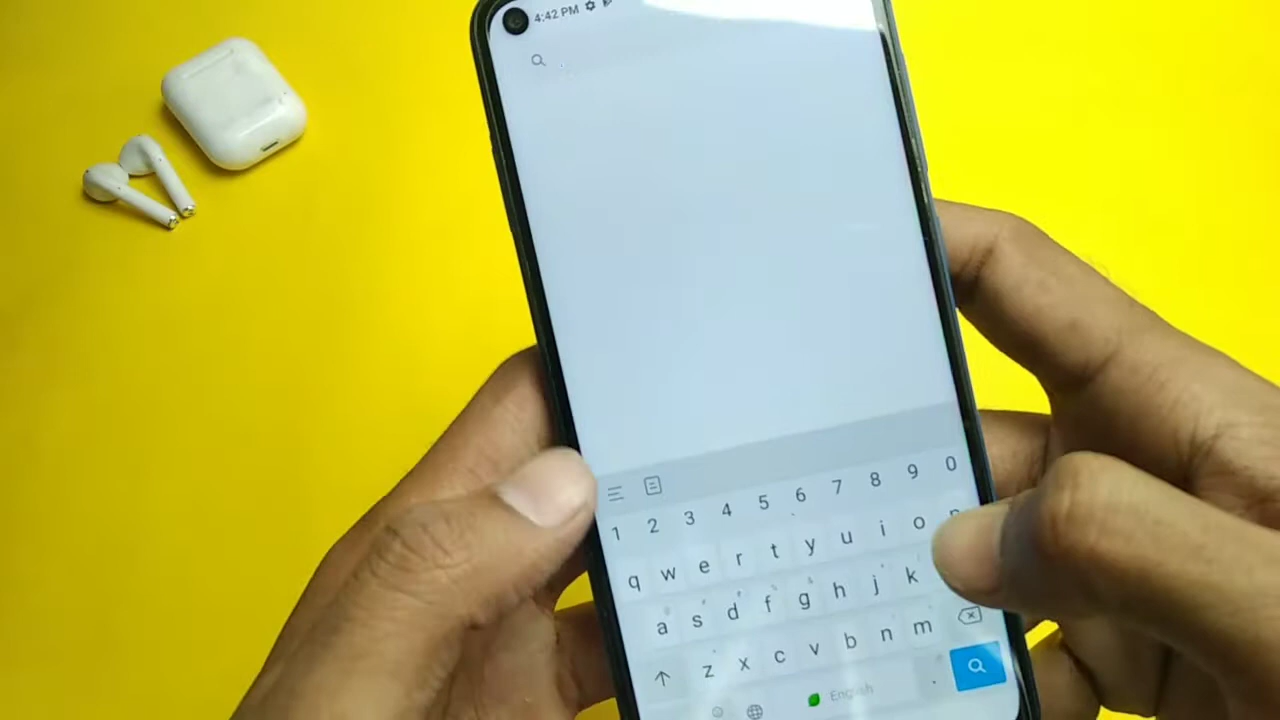 4:42 PM
1 2 3 4 5 6 7 8 9 0
q w e r t y u i o p
a s d f g h j k
z x c v b n m
English .